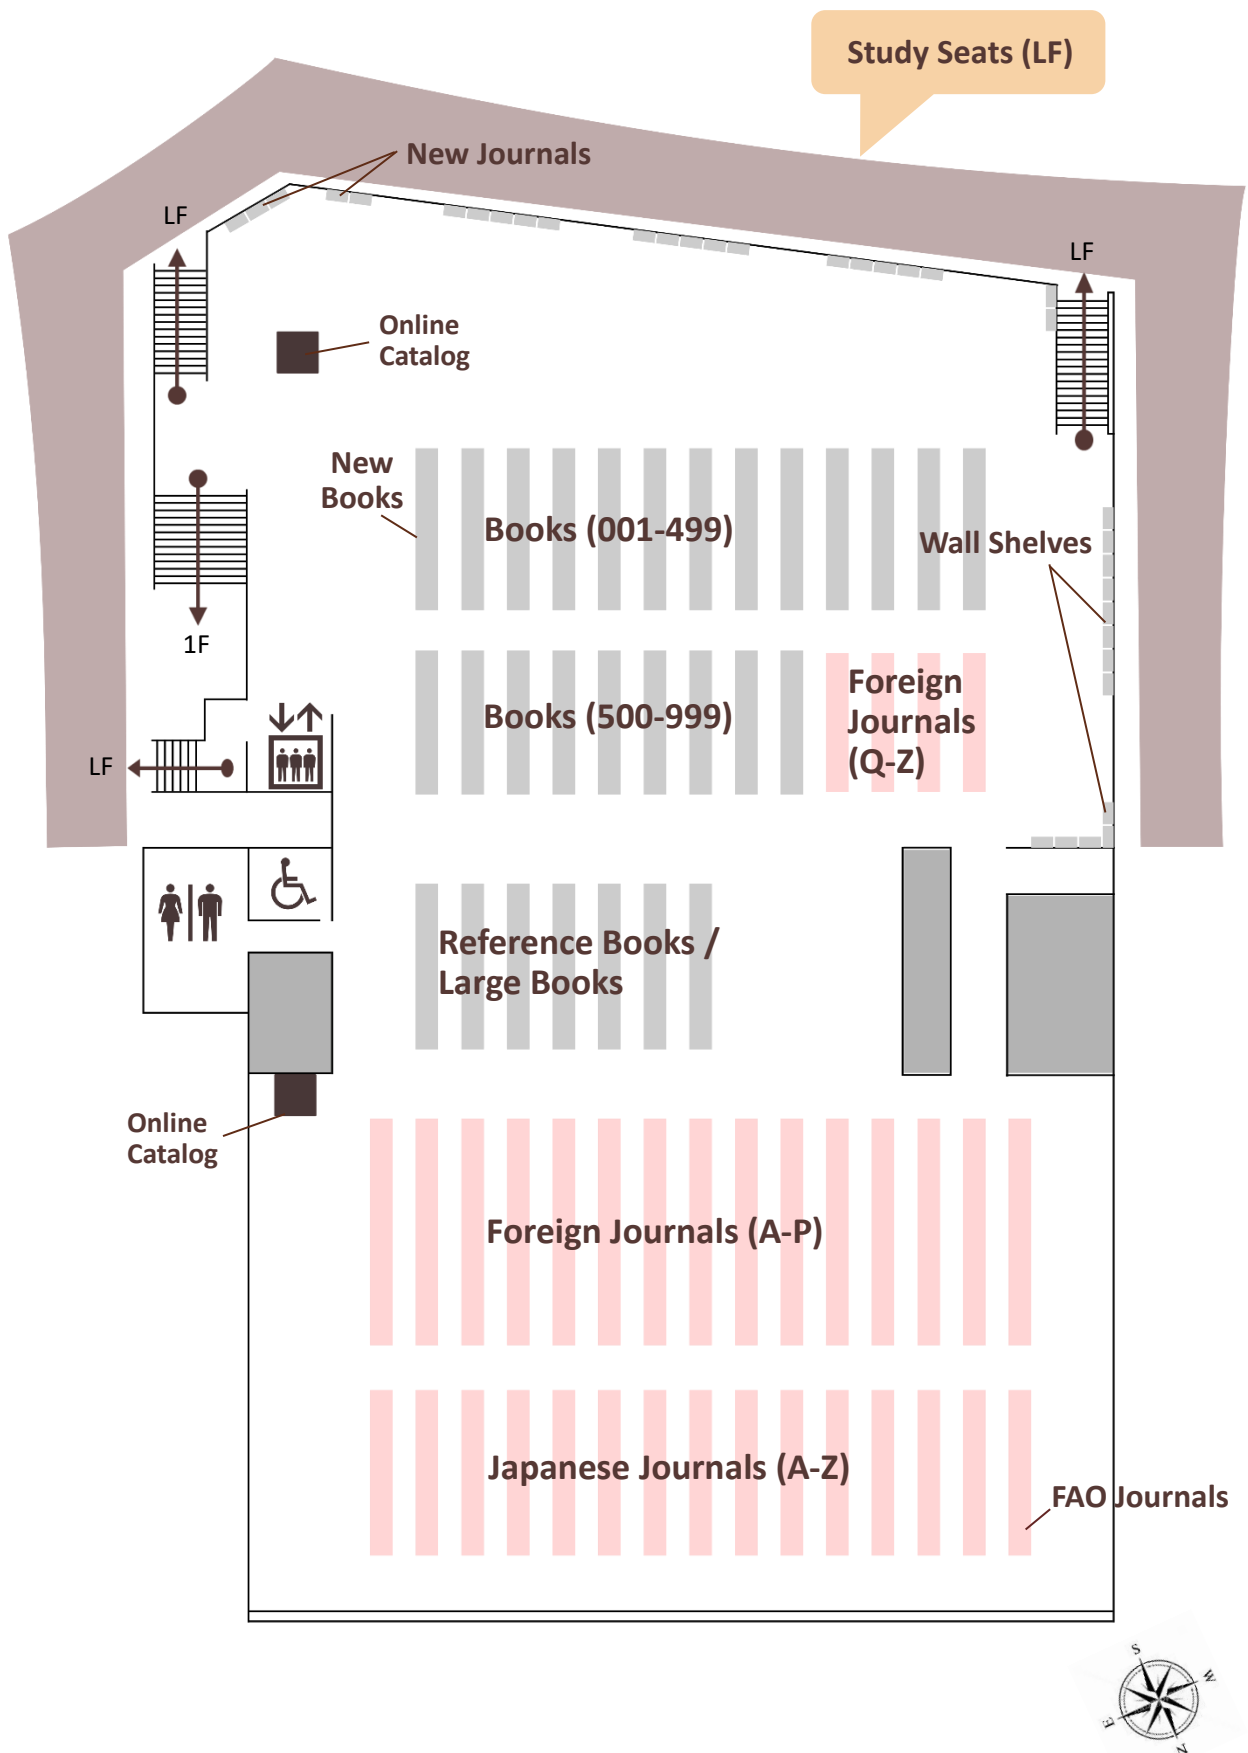 Study Seats (LF)
New Journals
LF
LF
Online
Catalog
New
Books
Books (001-499)
Wall Shelves
1F
Books (500-999)
Foreign
Journals
(Q-Z)
LF
Reference Books /
Large Books
Online
Catalog
Foreign Journals (A-P)
Japanese Journals (A-Z)
FAO Journals
S
W
E
N